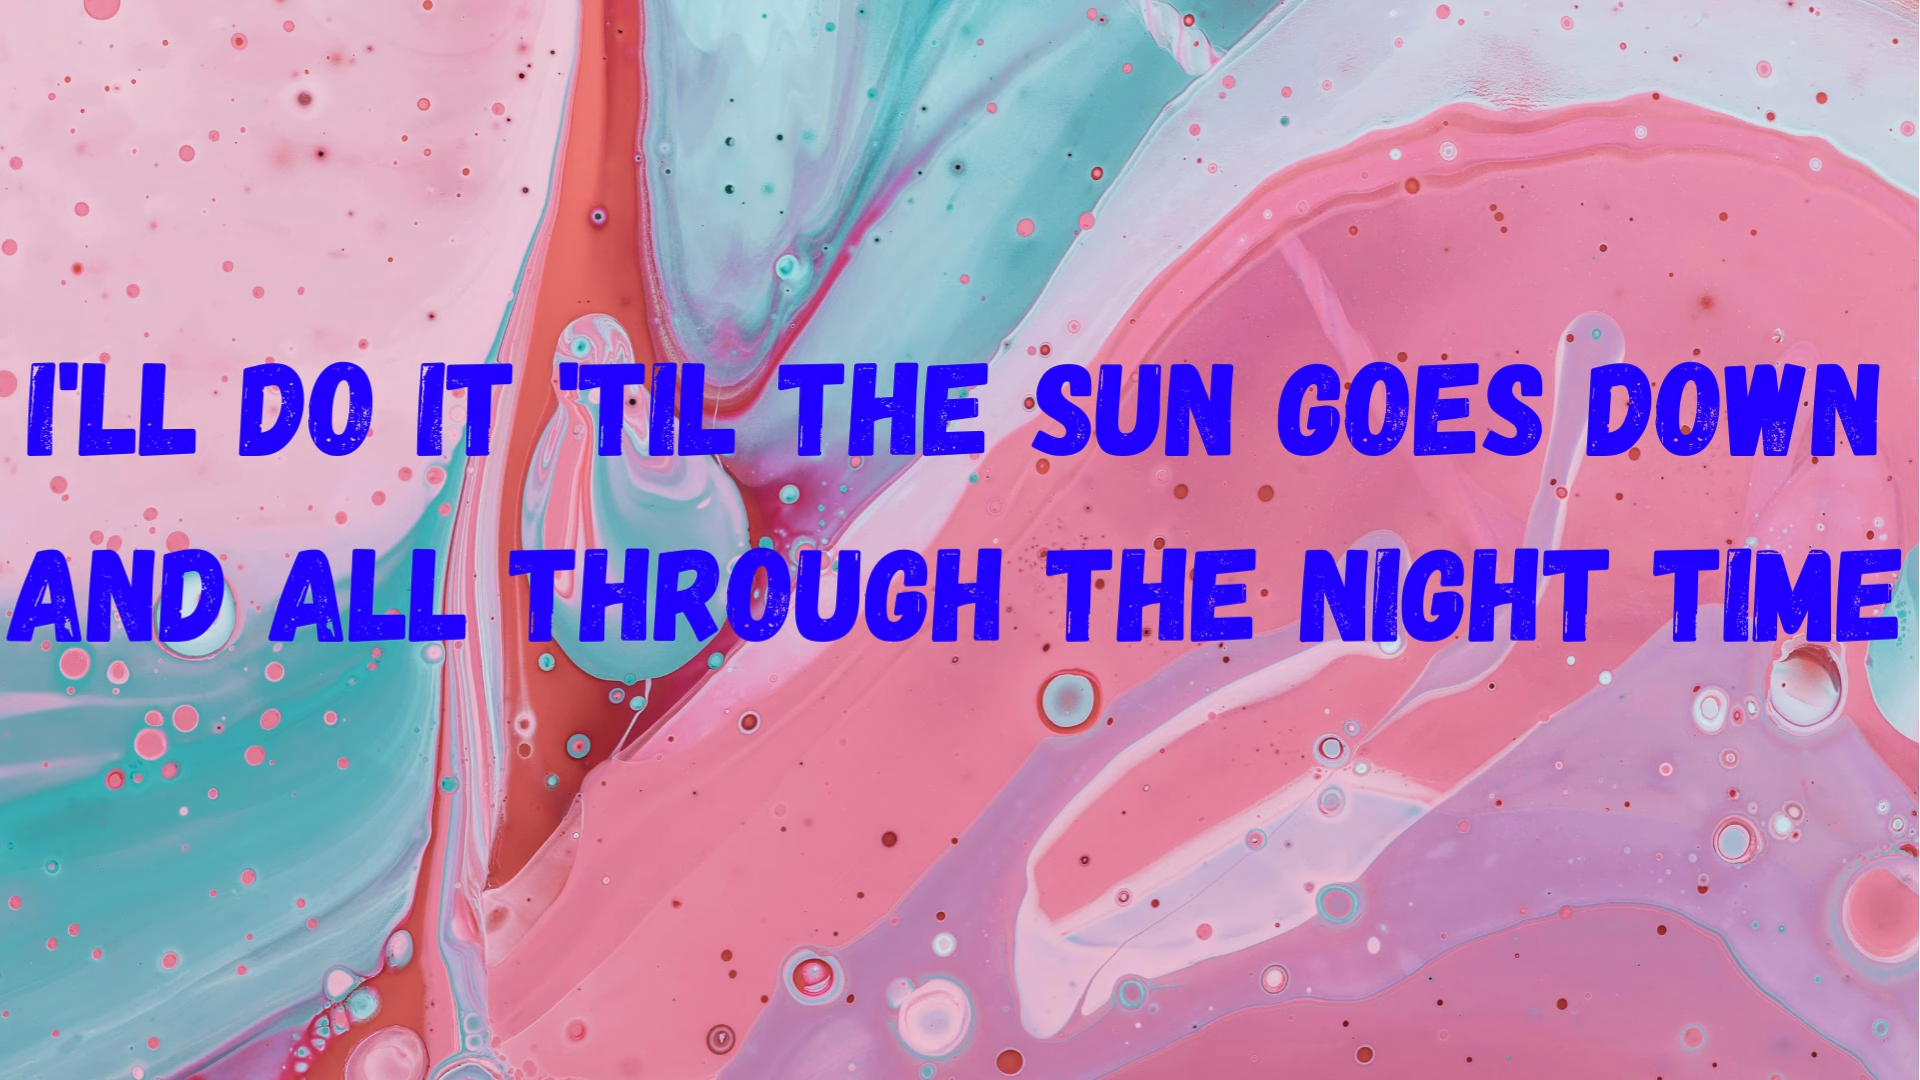 I'LL DO IT 'TIL THE SUN GOES DOWN
AND ALL THROUGH THE NIGHT TIME